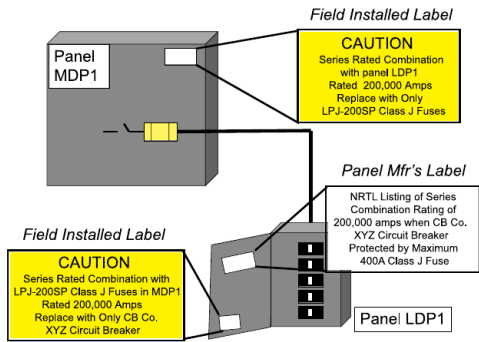 Field Installed Label
Panel
MDP1
CAUTION
Series Rated Combination
with panel LDP1
Rated 200,000 Amps
Replace with Only
LPJ-200SP Class J Fuses
Panel Mfr's Label
NRTL Listing of Series
Combination Rating of
200,000 amps when CB Co.
XYZ Circuit Breaker
Protected by Maximum
400A Class J Fuse
Field Installed Label
CAUTION
Series Rated Combination with
LPJ-200SP Class J Fuses in MDP1
Rated 200,000 Amps
Replace with Only CB Co.
XYZ Circuit Breaker
Panel LDP1